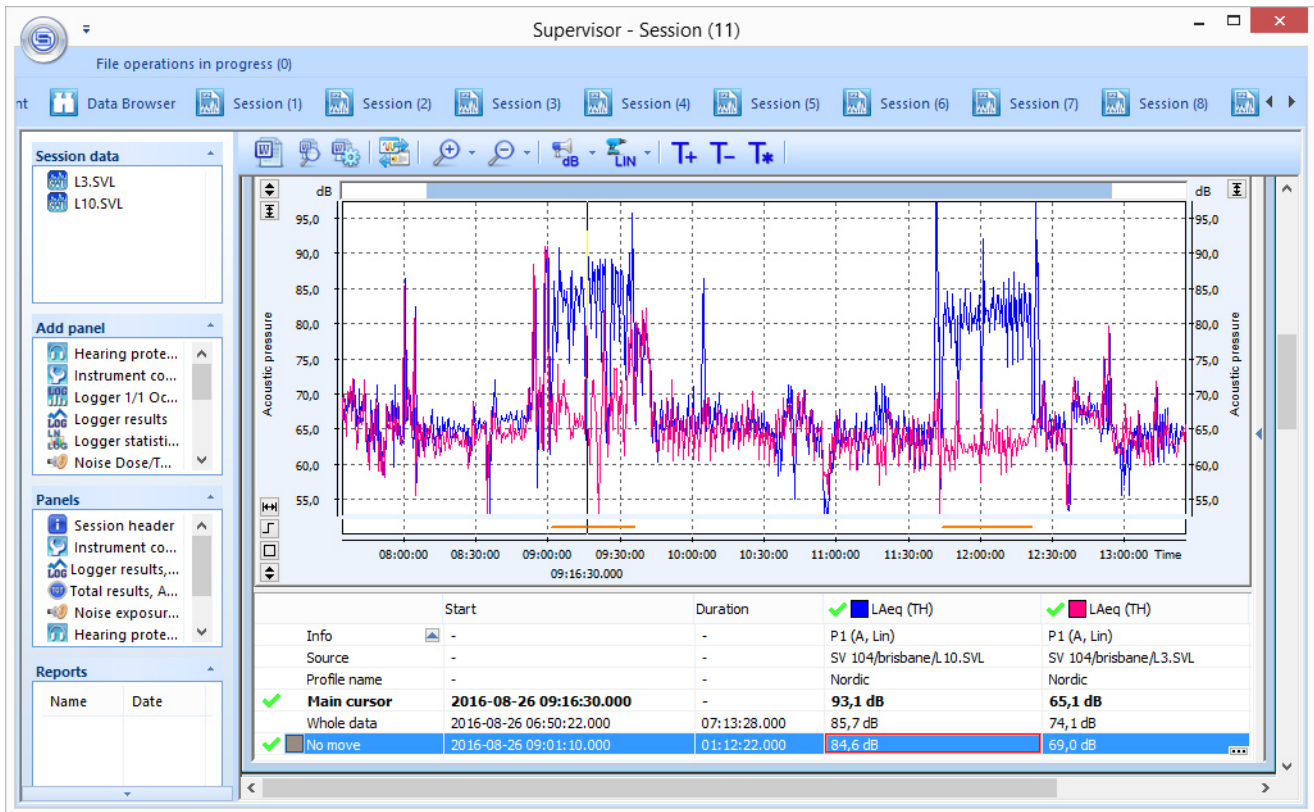 Supervisor - Session (11)
File operations in progress (0)
nt Data Browser Session (1) Session (2) Session (3) Session (4) Session (5) Session (6) Session (7) Session (8)
Session data
L3.SVL
L10.SVL
Add panel
Hearing prote...
Instrument co...
Logger 1/1 Oc...
Logger results
Logger statisti...
Noise Dose/T...
Panels
Session header
Instrument co...
Logger results,...
Total results, A...
Noise exposur...
Hearing prote...
Reports
Name Date
dB LIN T+ T- T*
dB dB
95,0 95,0
90,0 90,0
85,0 85,0
80,0 80,0
75,0 75,0
70,0 70,0
65,0 65,0
60,0 60,0
55,0 55,0
Acoustic pressure
Acoustic pressure
08:00:00 08:30:00 09:00:00 09:30:00 10:00:00 10:30:00 11:00:00 11:30:00 12:00:00 12:30:00 13:00:00 Time
09:16:30.000
Start Duration LAeq (TH) LAeq (TH)
Info - - P1 (A, Lin) P1 (A, Lin)
Source - - SV 104/brisbane/L10.SVL SV 104/brisbane/L3.SVL
Profile name - - Nordic Nordic
Main cursor 2016-08-26 09:16:30.000 - 93,1 dB 65,1 dB
Whole data 2016-08-26 06:50:22.000 07:13:28.000 85,7 dB 74,1 dB
No move 2016-08-26 09:01:10.000 01:12:22.000 84,6 dB 69,0 dB